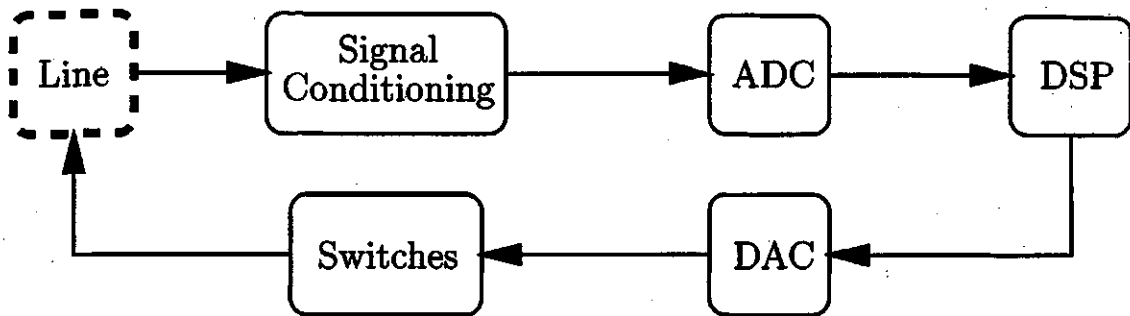 Line
Signal
Conditioning
ADC
DSP
Switches
DAC